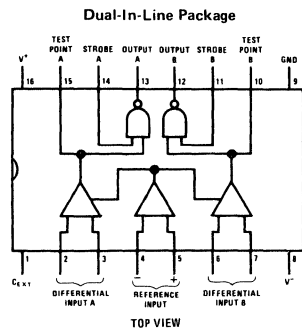 Dual-In-Line Package
TEST POINT A
STROBE A
OUTPUT A
OUTPUT B
STROBE B
TEST POINT B
V+
GND
16 15 14 13 12 11 10 9
1 2 3 4 5 6 7 8
− +
CEXT
DIFFERENTIAL INPUT A
REFERENCE INPUT
DIFFERENTIAL INPUT B
V−
TOP VIEW